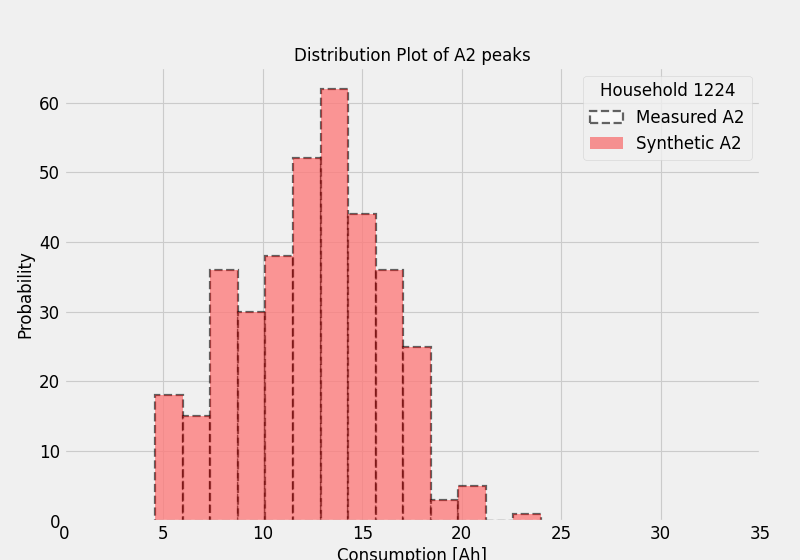 Distribution Plot of A2 peaks
Household 1224
Measured A2
Synthetic A2
Probability
60
50
40
30
20
10
0
0 5 10 15 20 25 30 35
Consumption [Ah]